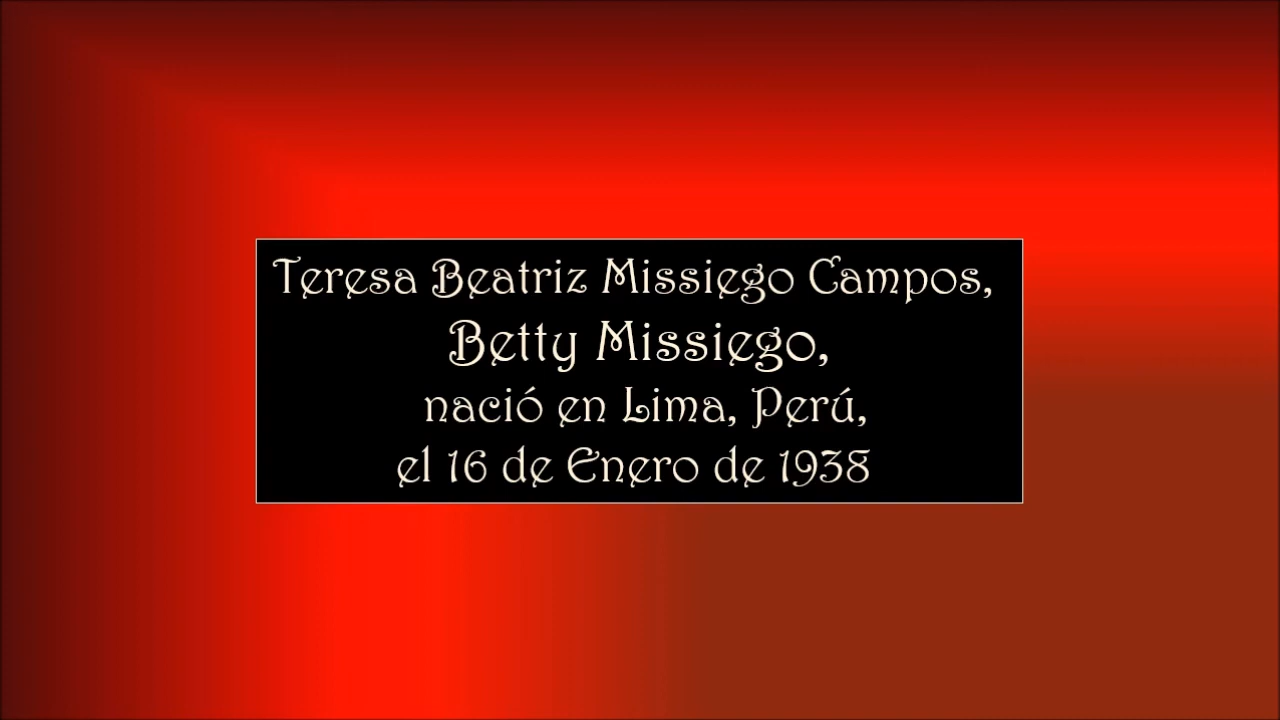 Teresa Beatriz Missiego Campos,
Betty Missiego,
nació en Lima, Perú,
el 16 de Enero de 1938